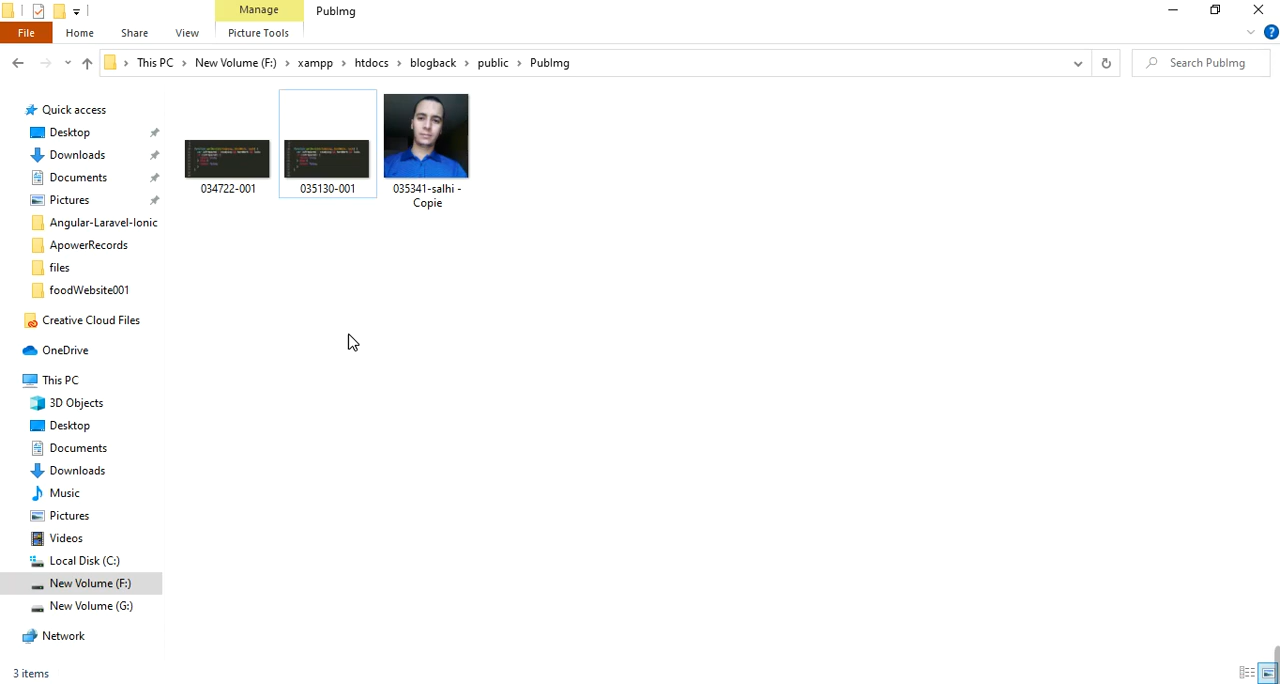 Manage
PubImg
File
Home
Share
View
Picture Tools
This PC
New Volume (F:)
xampp
htdocs
blogback
public
PubImg
Search PubImg
Quick access
Desktop
Downloads
Documents
Pictures
Angular-Laravel-Ionic
ApowerRecords
files
foodWebsite001
Creative Cloud Files
OneDrive
This PC
3D Objects
Desktop
Documents
Downloads
Music
Pictures
Videos
Local Disk (C:)
New Volume (F:)
New Volume (G:)
Network
034722-001
035130-001
035341-salhi -
Copie
3 items